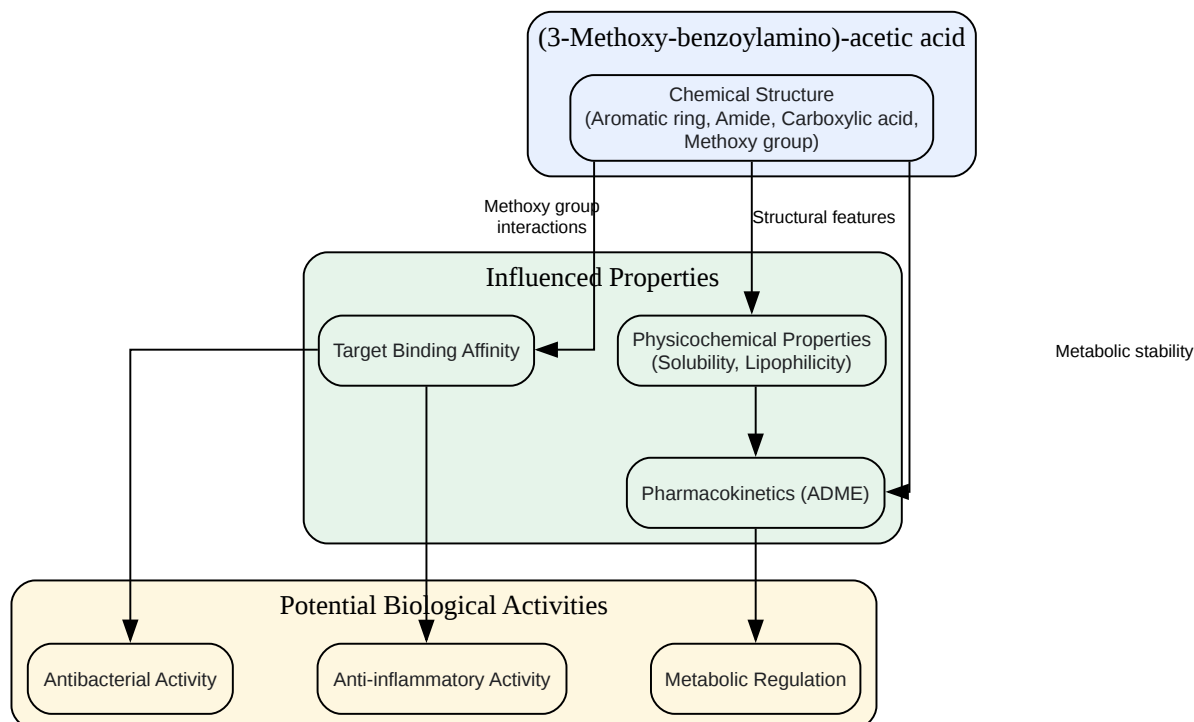 (3-Methoxy-benzoylamino)-acetic acid
Chemical Structure
(Aromatic ring, Amide, Carboxylic acid,
Methoxy group)
Methoxy group
interactions
Structural features
Influenced Properties
Target Binding Affinity
Physicochemical Properties
(Solubility, Lipophilicity)
Metabolic stability
Pharmacokinetics (ADME)
Potential Biological Activities
Antibacterial Activity
Anti-inflammatory Activity
Metabolic Regulation